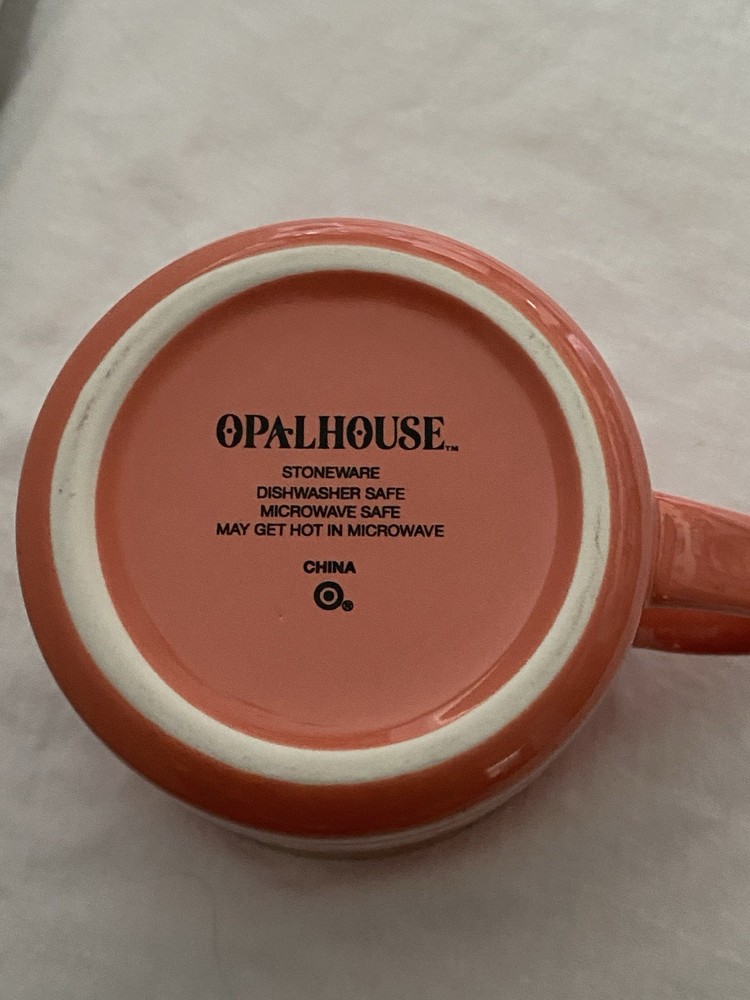 OPALHOUSE™
STONEWARE
DISHWASHER SAFE
MICROWAVE SAFE
MAY GET HOT IN MICROWAVE
CHINA
®